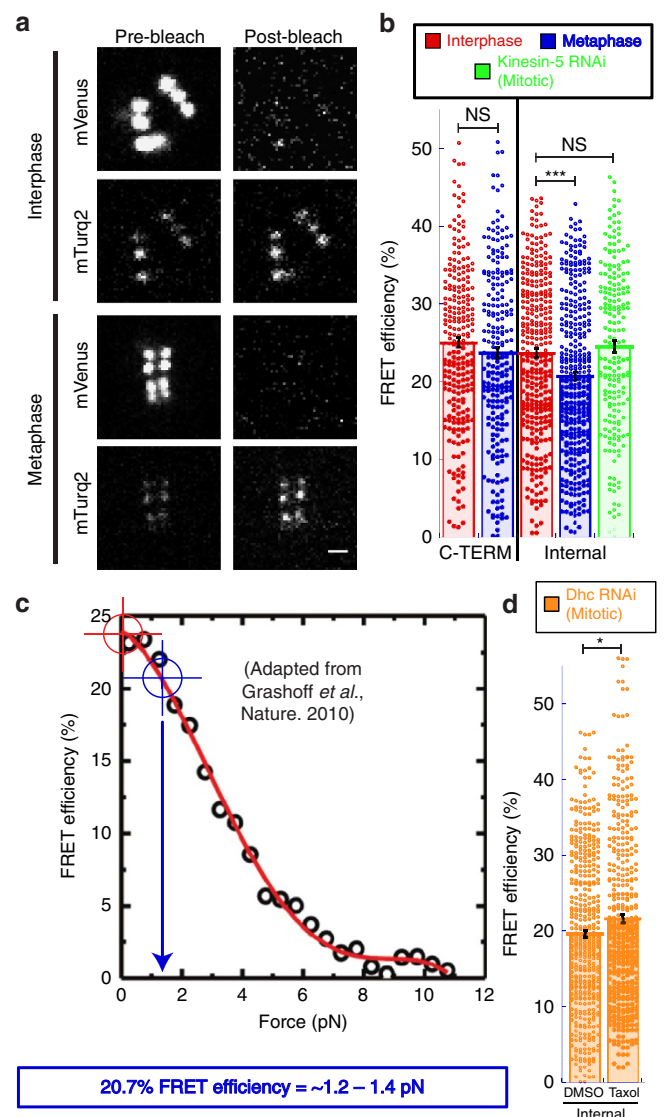 a
Pre-bleach Post-bleach
Interphase
mVenus
mTurq2
Metaphase
mVenus
mTurq2
b
Interphase Metaphase
Kinesin-5 RNAi
(Mitotic)
NS
NS
***
FRET efficiency (%)
50
40
30
20
10
0
C-TERM Internal
c
25
20
15
10
5
0
FRET efficiency (%)
(Adapted from
Grashoff et al.,
Nature. 2010)
0 2 4 6 8 10 12
Force (pN)
20.7% FRET efficiency = ~1.2 – 1.4 pN
d
Dhc RNAi
(Mitotic)
*
FRET efficiency (%)
50
40
30
20
10
0
DMSO Taxol
Internal